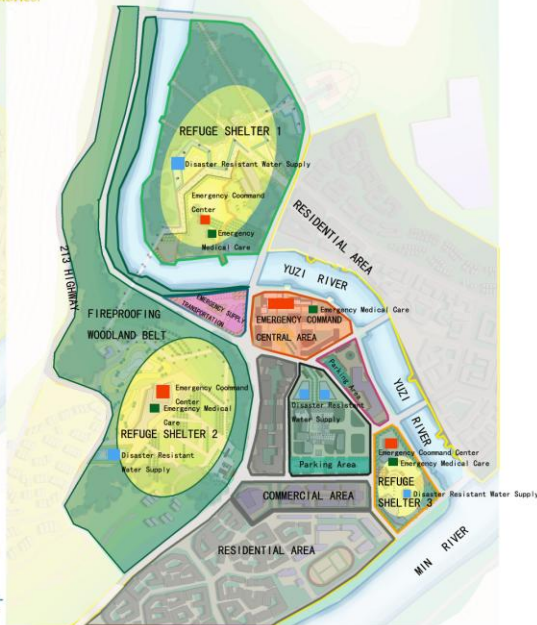 REFUGE SHELTER 1
Disaster Resistant Water Supply
Emergency Coommand
Center
Emergency
Medical Care
RESIDENTIAL AREA
YUZI RIVER
213 HIGHWAY
EMERGENCY SUPPLY
TRANSPORTATION
Emergency Medical Care
EMERGENCY COMMAND
CENTRAL AREA
FIREPROOFING
WOODLAND BELT
Parking Area
YUZI
RIVER
Emergency Coommand
Center
Emergency Medical
Care
REFUGE SHELTER 2
Disaster Resistant
Water Supply
Disaster Resistent
Water Supply
Parking Area
Emergency Coommand Center
Emergency Medical Care
REFUGE
SHELTER 3
Disaster Resistant Water Supply
COMMERCIAL AREA
RESIDENTIAL AREA
MIN RIVER